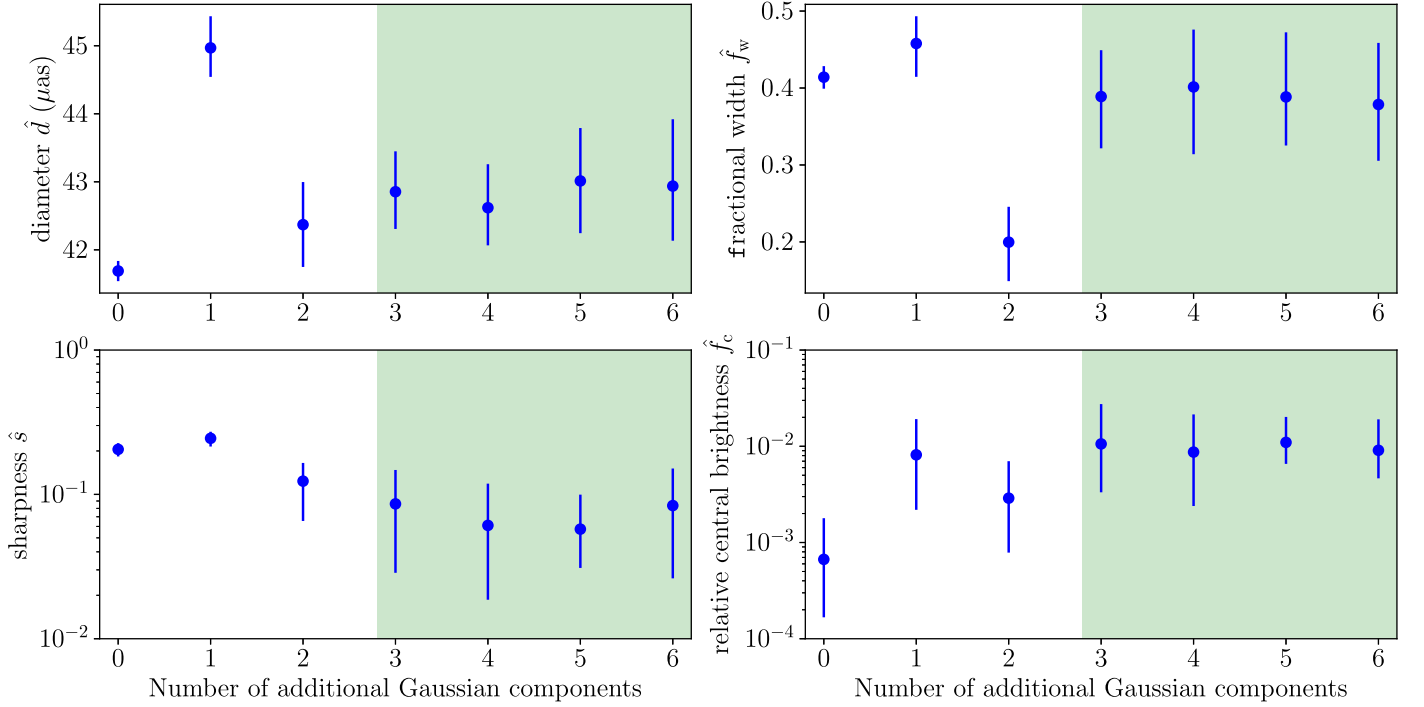 diameter d̂ (μas)
45
44
43
42
0 1 2 3 4 5 6
fractional width f̂w
0.5
0.4
0.3
0.2
0 1 2 3 4 5 6
sharpness ŝ
10⁰
10⁻¹
10⁻²
0 1 2 3 4 5 6
Number of additional Gaussian components
relative central brightness f̂c
10⁻¹
10⁻²
10⁻³
10⁻⁴
0 1 2 3 4 5 6
Number of additional Gaussian components